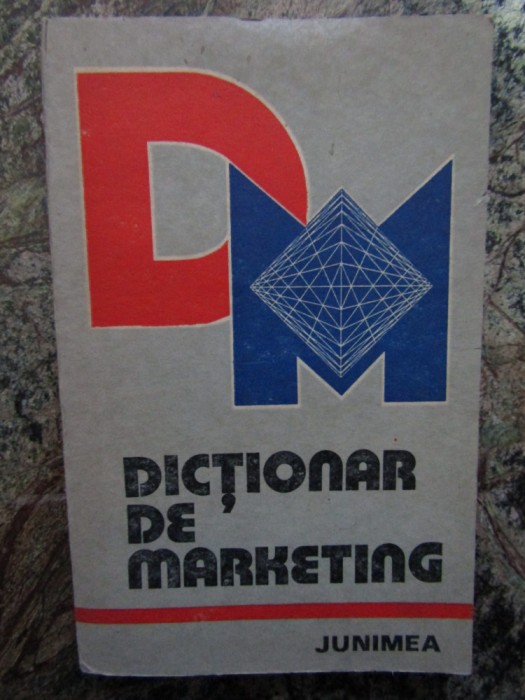 DM
DICȚIONAR
DE
MARKETING
JUNIMEA